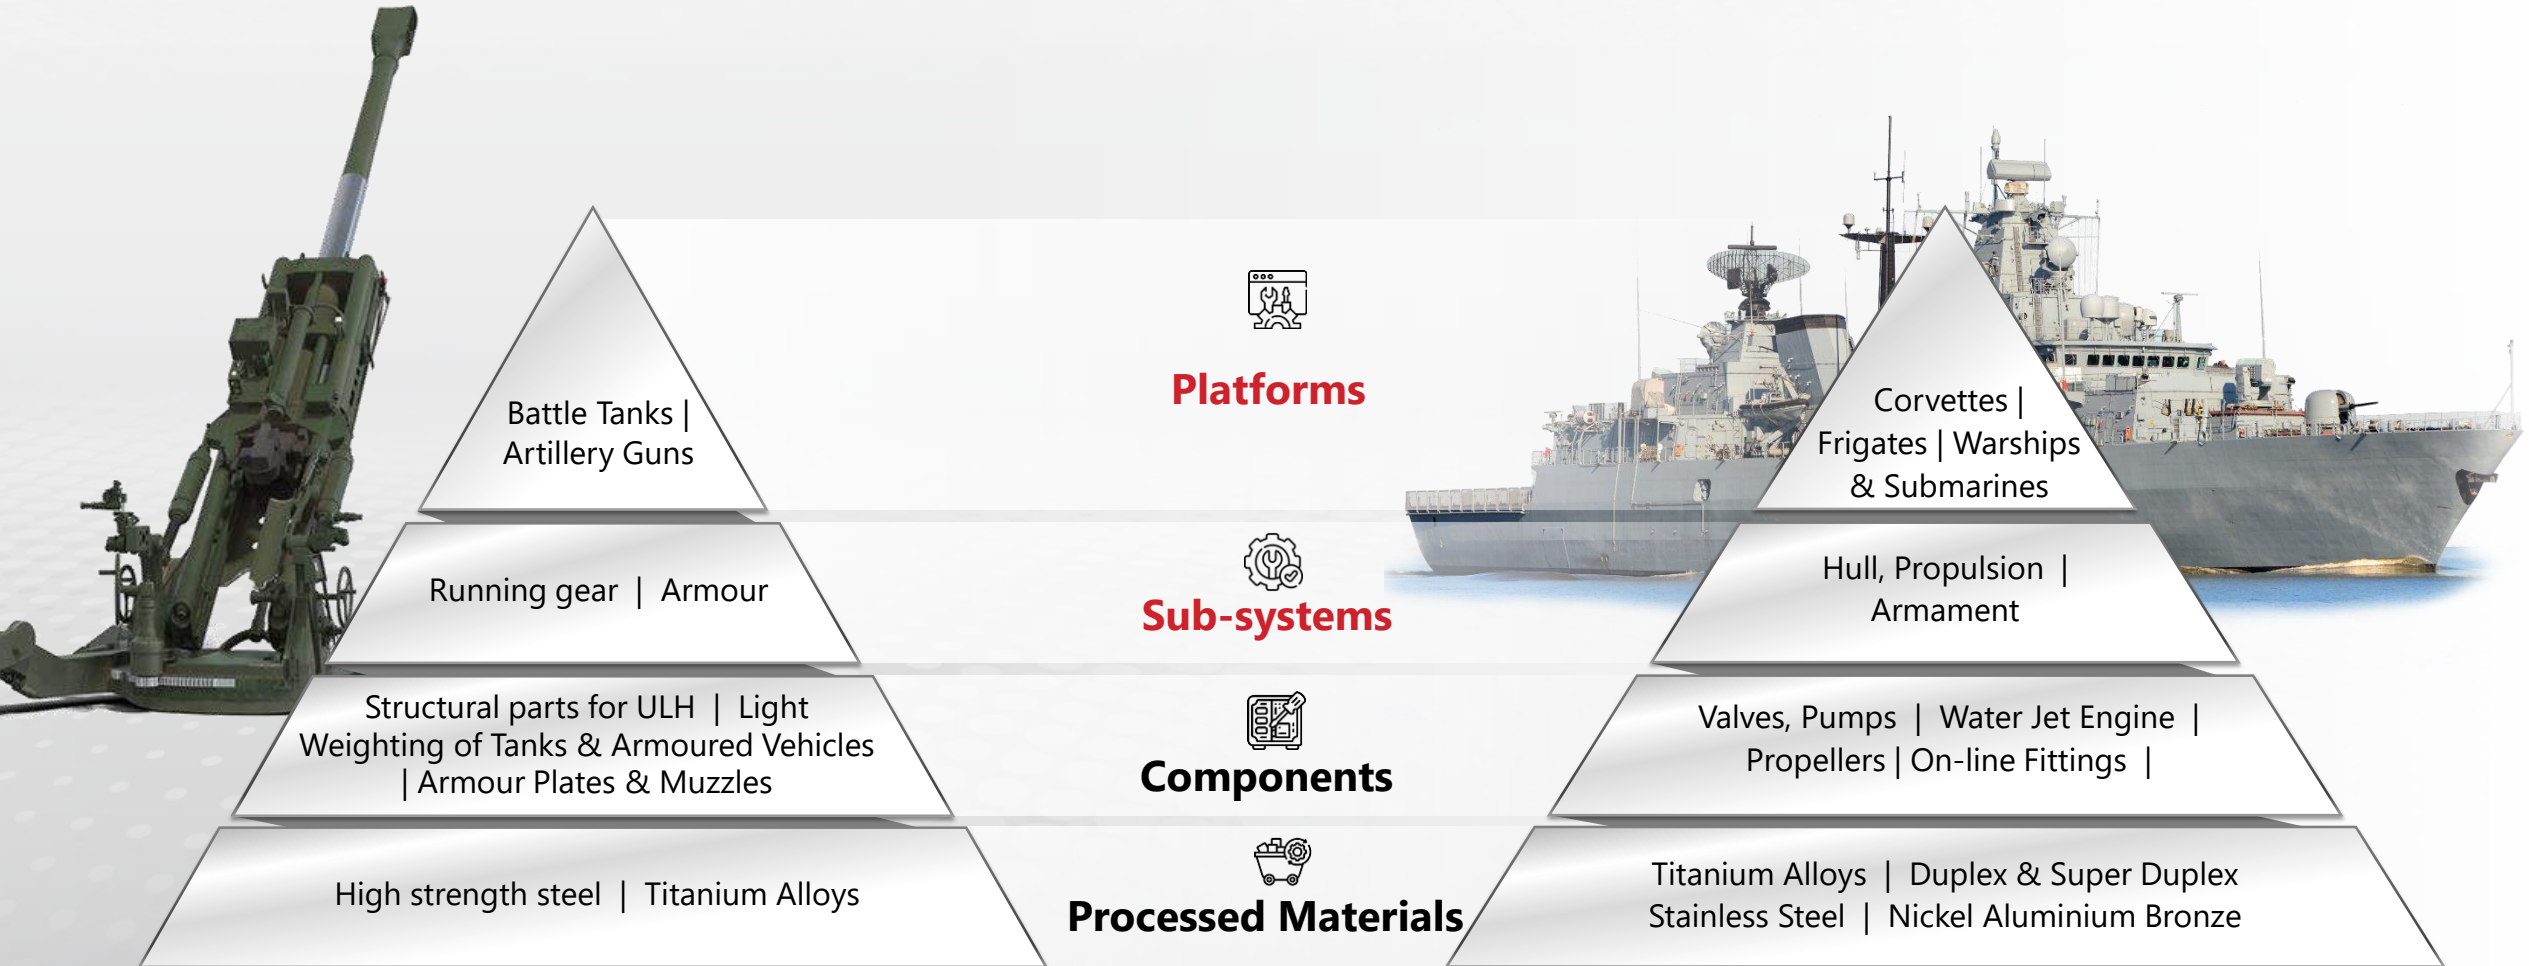 Battle Tanks |
Artillery Guns
Platforms
Corvettes |
Frigates | Warships
& Submarines
Running gear | Armour
Sub-systems
Hull, Propulsion |
Armament
Structural parts for ULH | Light
Weighting of Tanks & Armoured Vehicles
| Armour Plates & Muzzles
Components
Valves, Pumps | Water Jet Engine |
Propellers | On-line Fittings |
High strength steel | Titanium Alloys
Processed Materials
Titanium Alloys | Duplex & Super Duplex
Stainless Steel | Nickel Aluminium Bronze